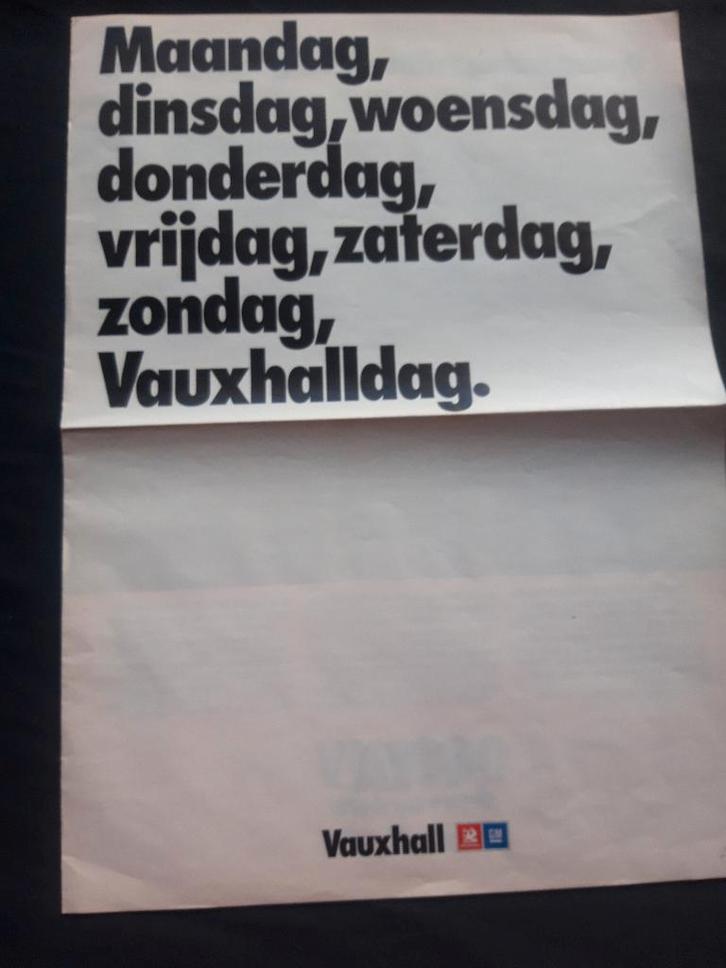 Maandag,
dinsdag, woensdag,
donderdag,
vrijdag, zaterdag,
zondag,
Vauxhalldag.
Vauxhall
GM